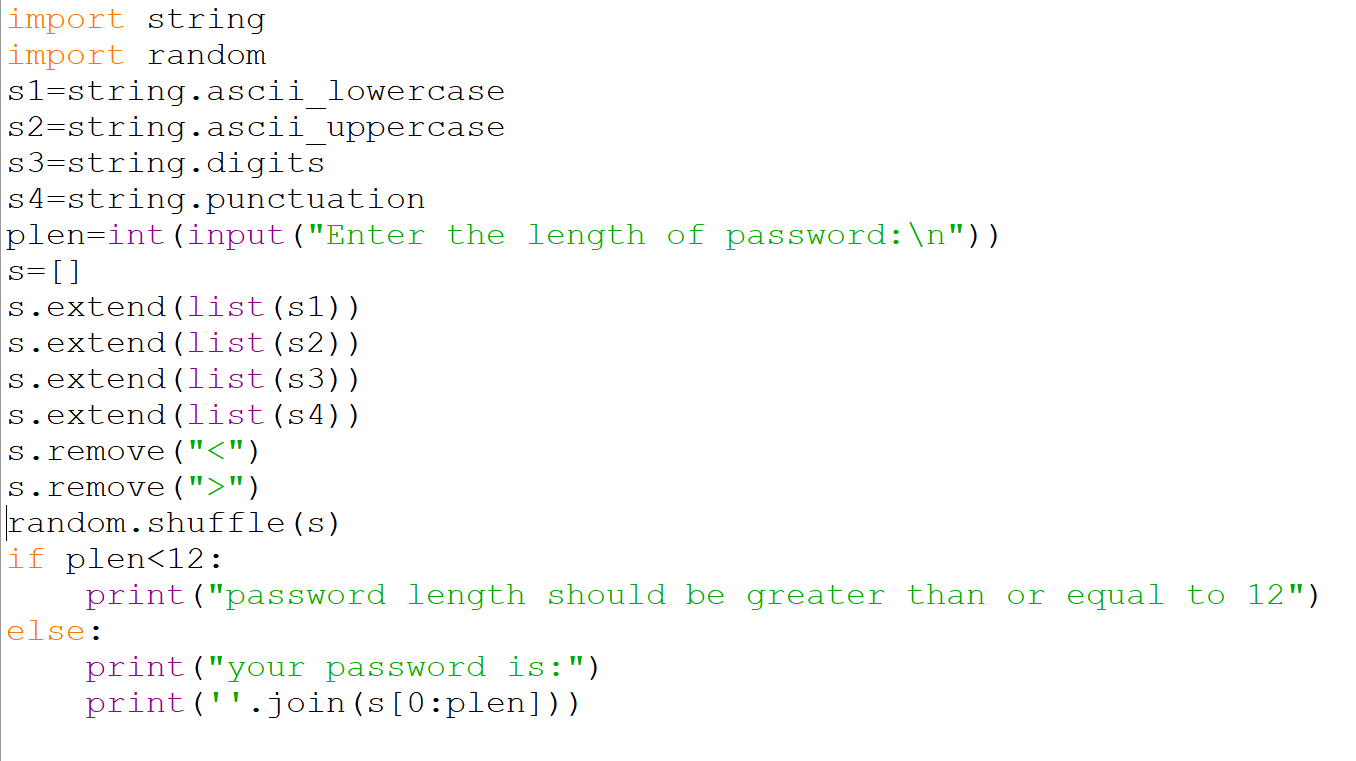 import string
import random
s1=string.ascii_lowercase
s2=string.ascii_uppercase
s3=string.digits
s4=string.punctuation
plen=int(input("Enter the length of password:\n"))
s=[]
s.extend(list(s1))
s.extend(list(s2))
s.extend(list(s3))
s.extend(list(s4))
s.remove("<")
s.remove(">")
random.shuffle(s)
if plen<12:
    print("password length should be greater than or equal to 12")
else:
    print("your password is:")
    print(''.join(s[0:plen]))